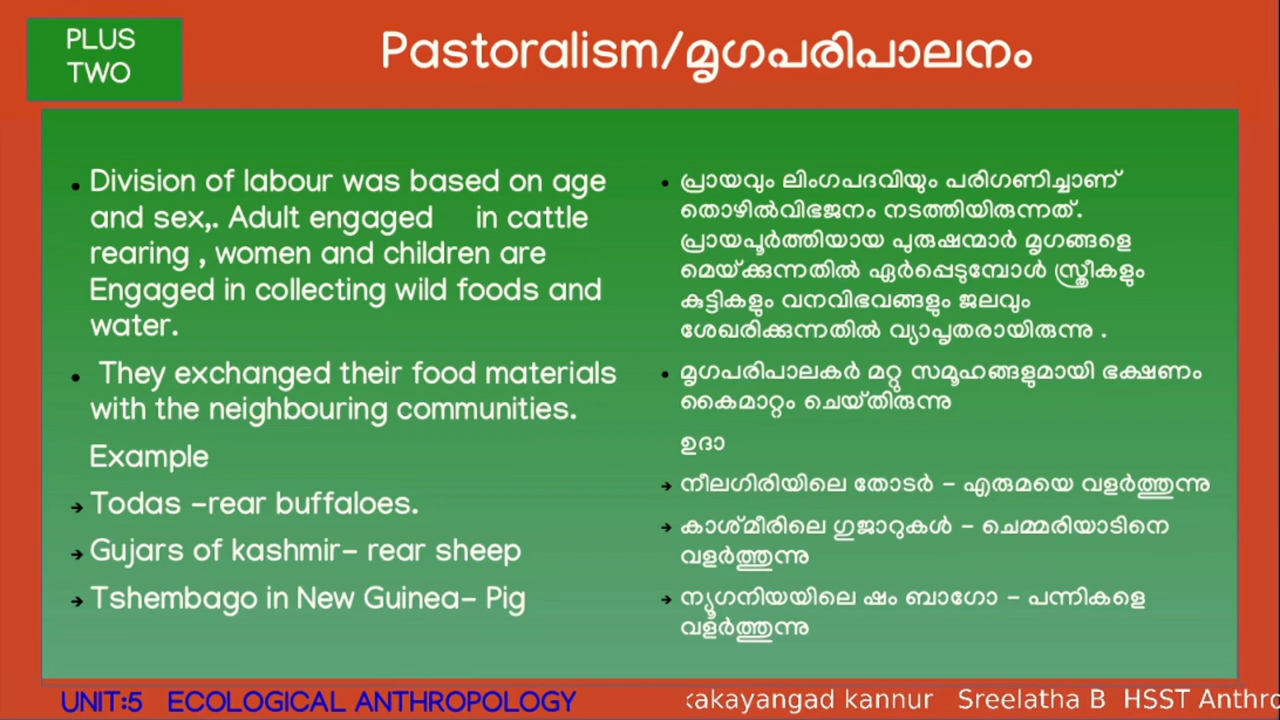 PLUS
TWO
Pastoralism/മൃഗപരിപാലനം
• Division of labour was based on age
and sex,. Adult engaged in cattle
rearing , women and children are
Engaged in collecting wild foods and
water.
• They exchanged their food materials
with the neighbouring communities.
Example
➔ Todas –rear buffaloes.
➔ Gujars of kashmir– rear sheep
➔ Tshembago in New Guinea– Pig
• പ്രായവും ലിംഗപദവിയും പരിഗണിച്ചാണ്
തൊഴിൽവിഭജനം നടത്തിയിരുന്നത്.
പ്രായപൂർത്തിയായ പുരുഷന്മാർ മൃഗങ്ങളെ
മെയ്ക്കുന്നതിൽ ഏർപ്പെടുമ്പോൾ സ്ത്രീകളും
കുട്ടികളും വനവിഭവങ്ങളും ജലവും
ശേഖരിക്കുന്നതിൽ വ്യാപൃതരായിരുന്നു .
• മൃഗപരിപാലകർ മറ്റു സമൂഹങ്ങളുമായി ഭക്ഷണം
കൈമാറ്റം ചെയ്തിരുന്നു
ഉദാ
➔ നീലഗിരിയിലെ തോടർ – എരുമയെ വളർത്തുന്നു
➔ കാശ്മീരിലെ ഗുജാറുകൾ – ചെമ്മരിയാടിനെ
വളർത്തുന്നു
➔ ന്യൂഗനിയയിലെ ഷം ബാഗോ – പന്നികളെ
വളർത്തുന്നു
UNIT:5 ECOLOGICAL ANTHROPOLOGY
kakayangad kannur Sreelatha B HSST Anthro